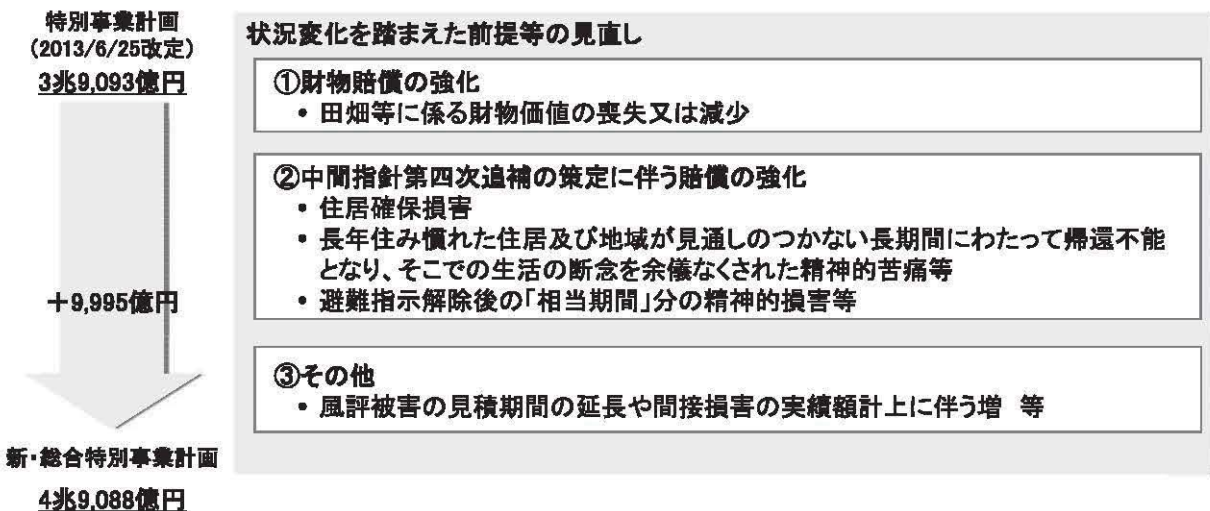 特別事業計画
(2013/6/25改定)
3兆9,093億円
＋9,995億円
新・総合特別事業計画
4兆9,088億円
状況変化を踏まえた前提等の見直し
①財物賠償の強化
• 田畑等に係る財物価値の喪失又は減少
②中間指針第四次追補の策定に伴う賠償の強化
• 住居確保損害
• 長年住み慣れた住居及び地域が見通しのつかない長期間にわたって帰還不能
となり、そこでの生活の断念を余儀なくされた精神的苦痛等
• 避難指示解除後の「相当期間」分の精神的損害等
③その他
• 風評被害の見積期間の延長や間接損害の実績額計上に伴う増　等